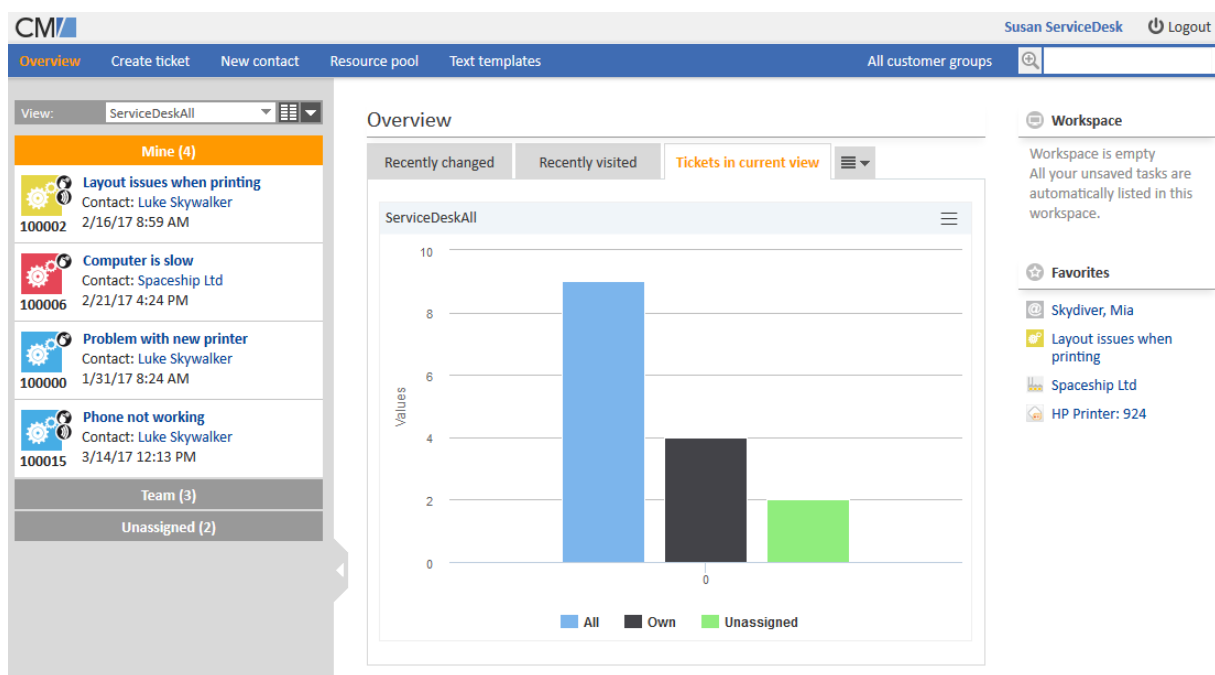 CM/
Susan ServiceDesk Logout
Overview Create ticket New contact Resource pool Text templates All customer groups
View: ServiceDeskAll
Mine (4)
Layout issues when printing
Contact: Luke Skywalker
100002 2/16/17 8:59 AM
Computer is slow
Contact: Spaceship Ltd
100006 2/21/17 4:24 PM
Problem with new printer
Contact: Luke Skywalker
100000 1/31/17 8:24 AM
Phone not working
Contact: Luke Skywalker
100015 3/14/17 12:13 PM
Team (3)
Unassigned (2)
Overview
Recently changed Recently visited Tickets in current view
ServiceDeskAll
10
8
6
4
2
0
Values
0
All Own Unassigned
Workspace
Workspace is empty
All your unsaved tasks are
automatically listed in this
workspace.
Favorites
Skydiver, Mia
Layout issues when
printing
Spaceship Ltd
HP Printer: 924